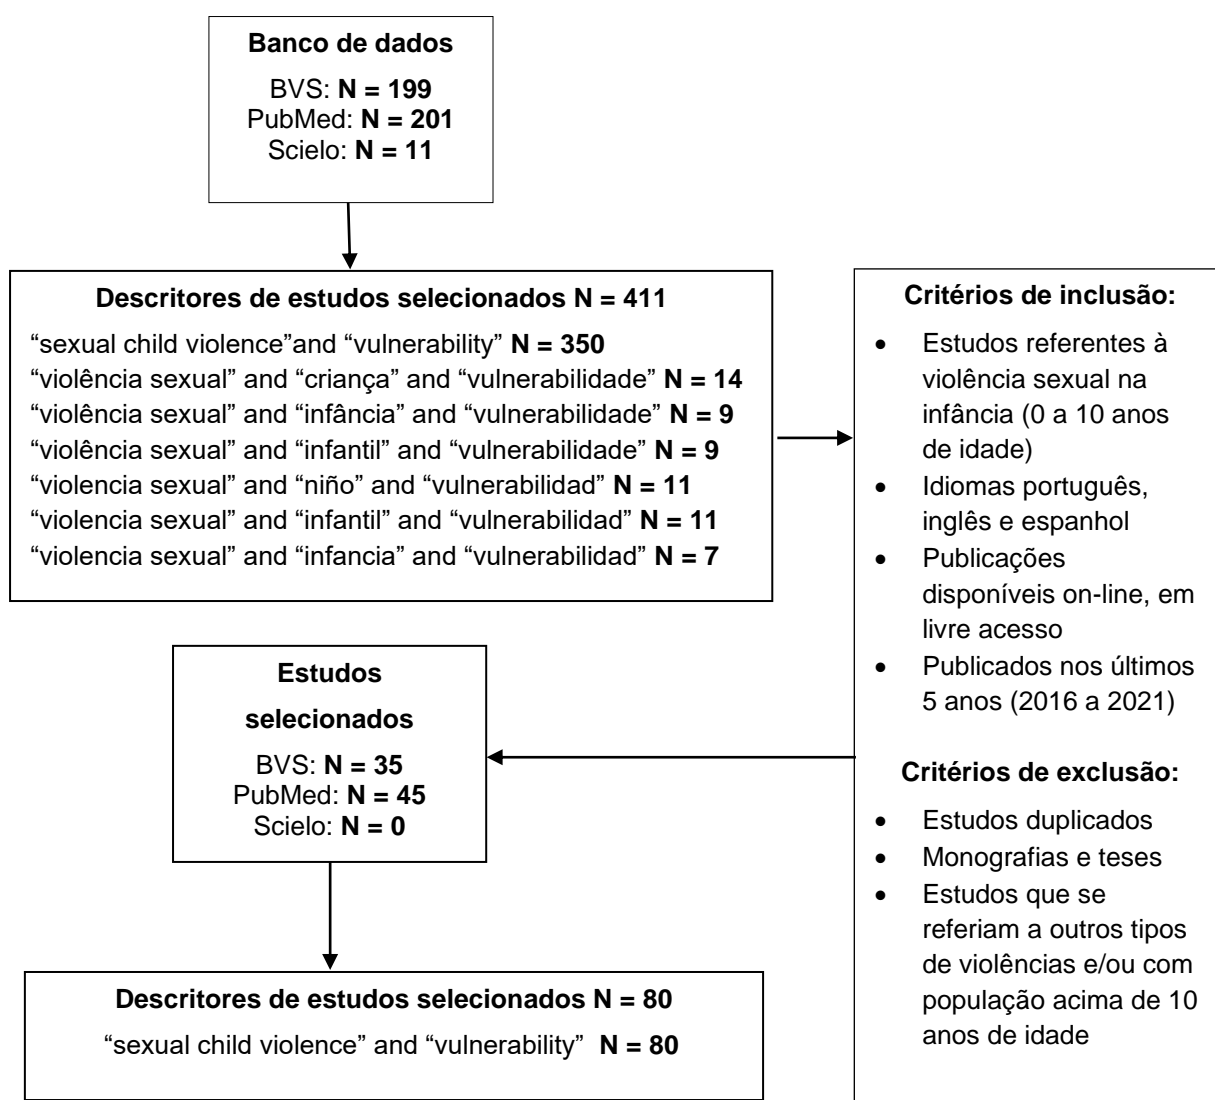 Banco de dados
BVS: N = 199
PubMed: N = 201
Scielo: N = 11
Descritores de estudos selecionados N = 411
“sexual child violence”and “vulnerability” N = 350
“violência sexual” and “criança” and “vulnerabilidade” N = 14
“violência sexual” and “infância” and “vulnerabilidade” N = 9
“violência sexual” and “infantil” and “vulnerabilidade” N = 9
“violencia sexual” and “niño” and “vulnerabilidad” N = 11
“violencia sexual” and “infantil” and “vulnerabilidad” N = 11
“violencia sexual” and “infancia” and “vulnerabilidad” N = 7
Critérios de inclusão:
• Estudos referentes à
violência sexual na
infância (0 a 10 anos
de idade)
• Idiomas português,
inglês e espanhol
• Publicações
disponíveis on-line, em
livre acesso
• Publicados nos últimos
5 anos (2016 a 2021)
Critérios de exclusão:
• Estudos duplicados
• Monografias e teses
• Estudos que se
referiam a outros tipos
de violências e/ou com
população acima de 10
anos de idade
Estudos
selecionados
BVS: N = 35
PubMed: N = 45
Scielo: N = 0
Descritores de estudos selecionados N = 80
“sexual child violence” and “vulnerability” N = 80